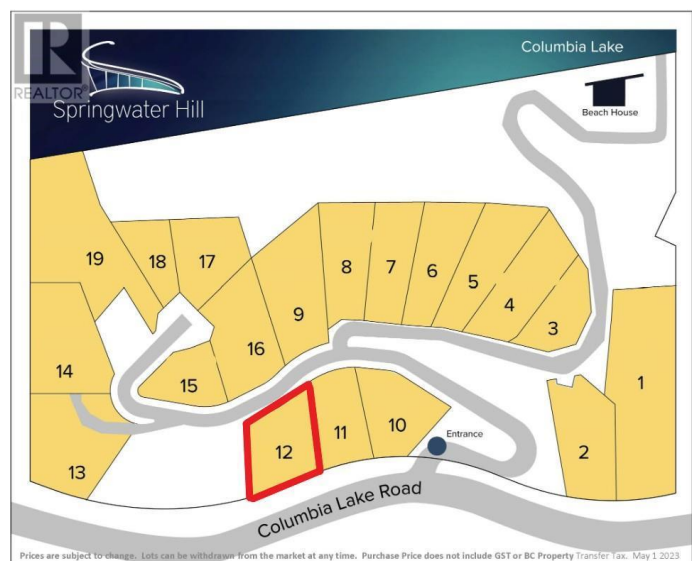 Columbia Lake
R
REALTOR®
Springwater Hill
Beach House
19
18
17
8
7
6
5
4
3
9
16
14
15
1
12
11
10
Entrance
2
13
Columbia Lake Road
Prices are subject to change. Lots can be withdrawn from the market at any time. Purchase Price does not include GST or BC Property Transfer Tax. May 1 2023